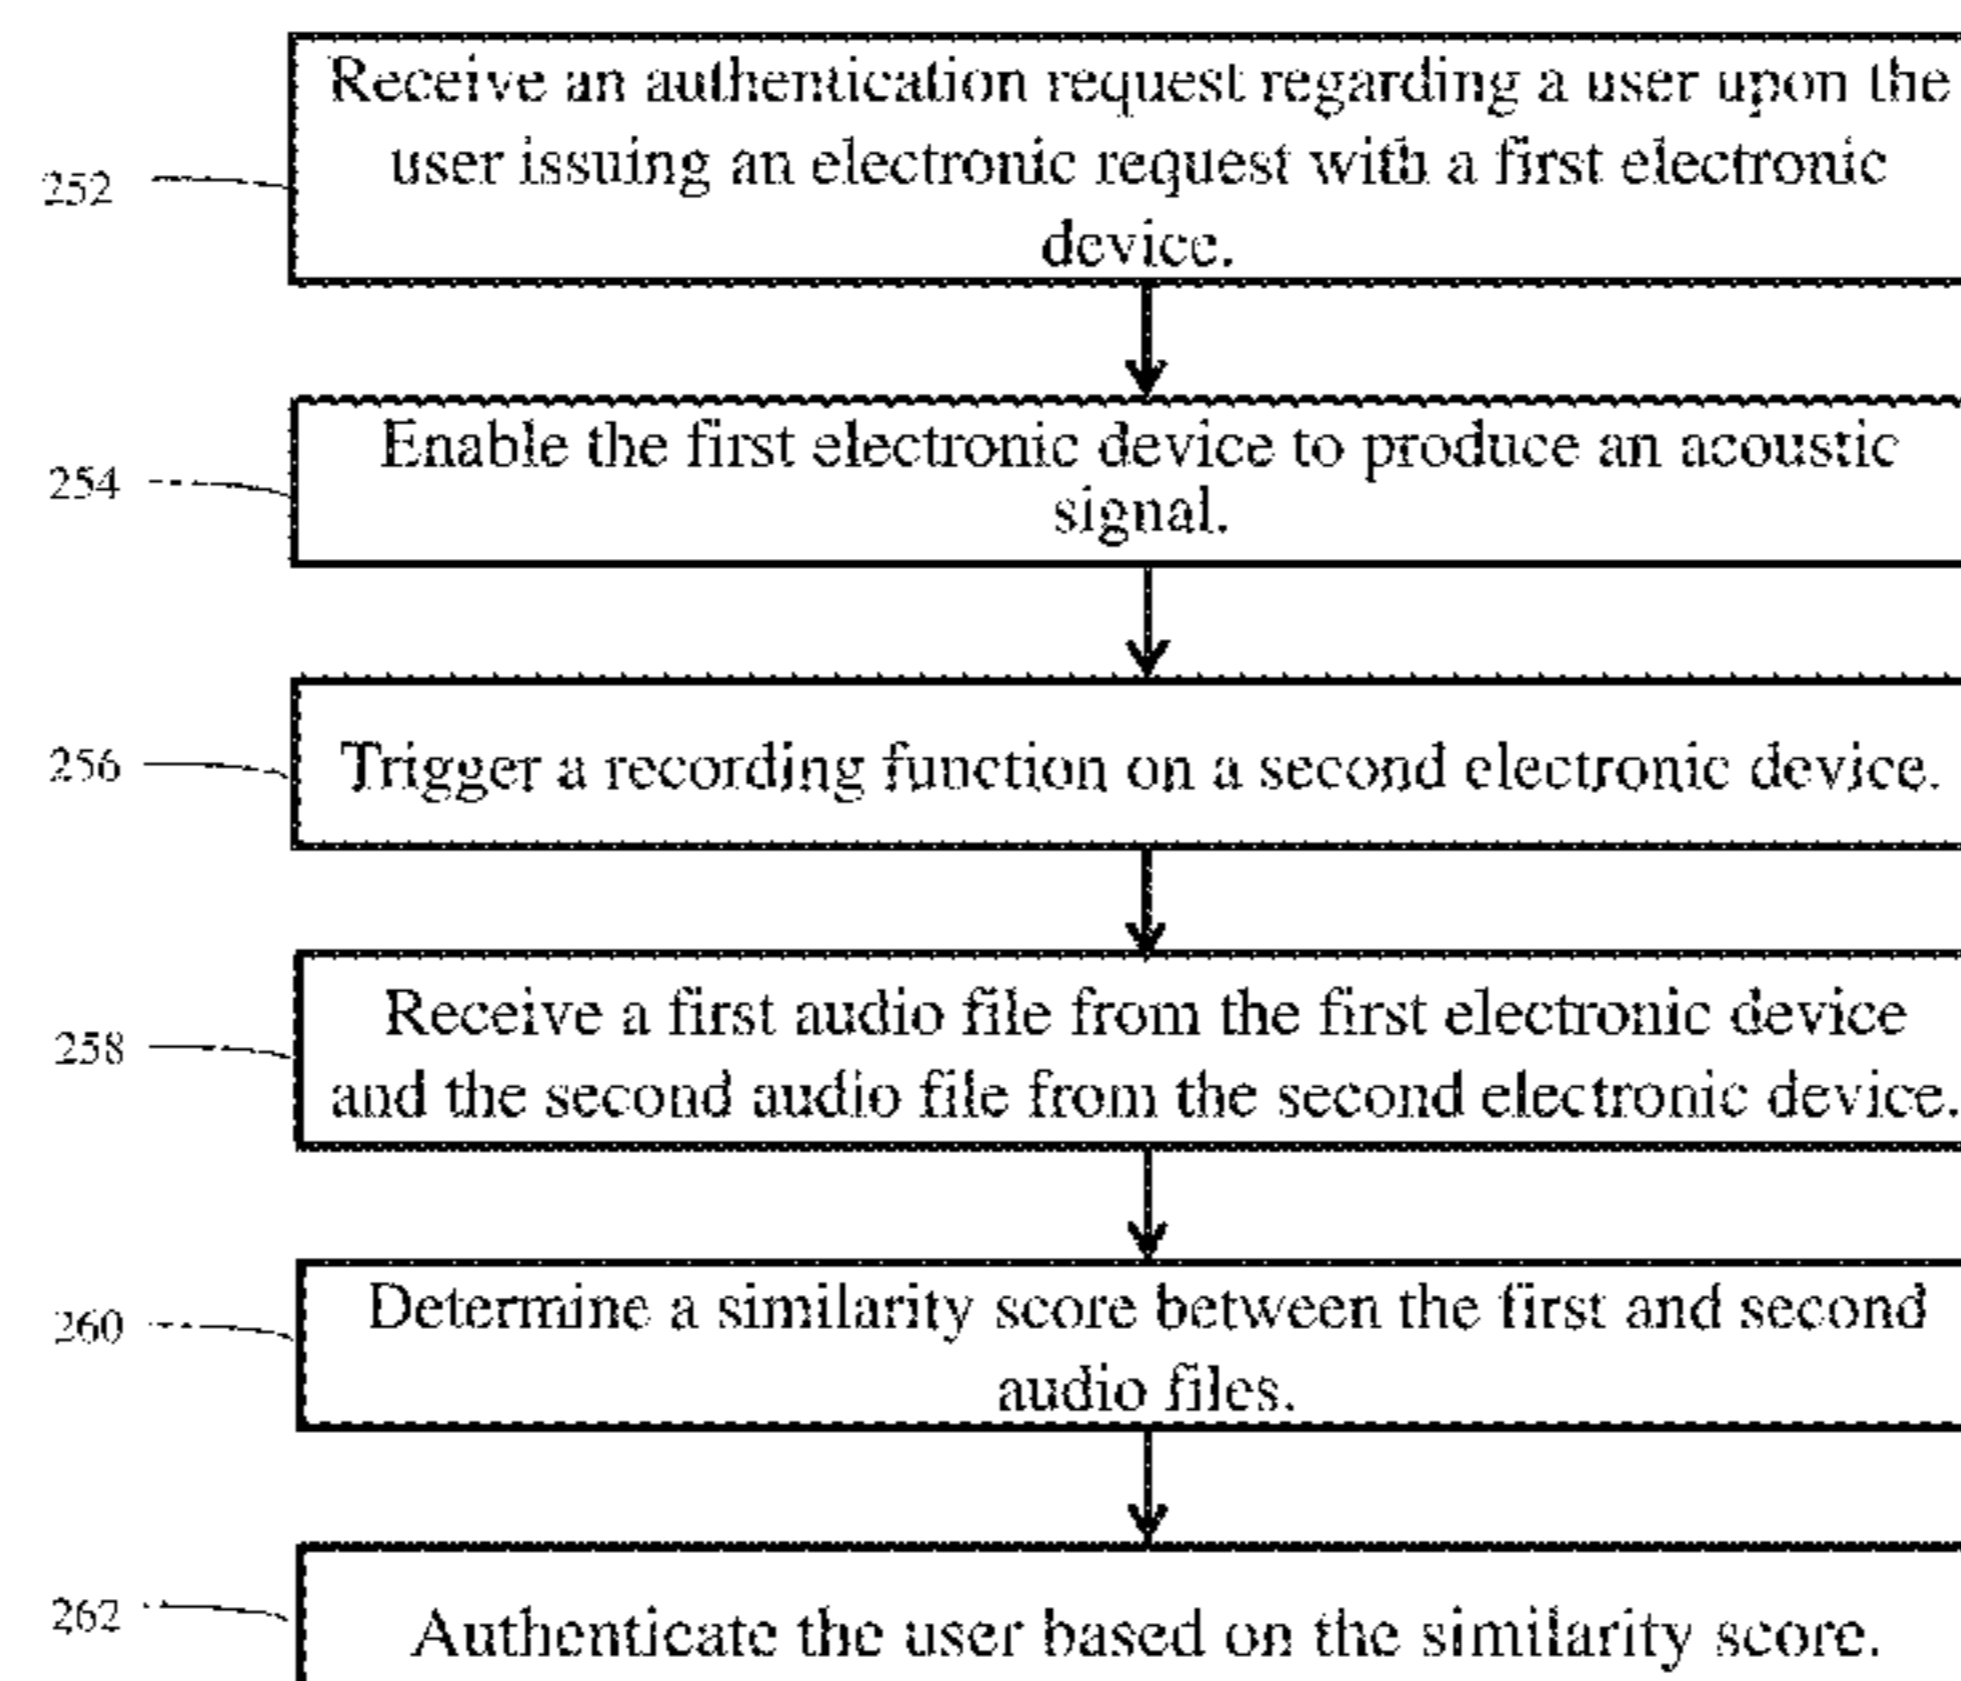 Receive an authentication request regarding a user upon the
user issuing an electronic request with a first electronic
device.
252
Enable the first electronic device to produce an acoustic
signal.
254
Trigger a recording function on a second electronic device.
256
Receive a first audio file from the first electronic device
and the second audio file from the second electronic device.
258
Determine a similarity score between the first and second
audio files.
260
Authenticate the user based on the similarity score.
262